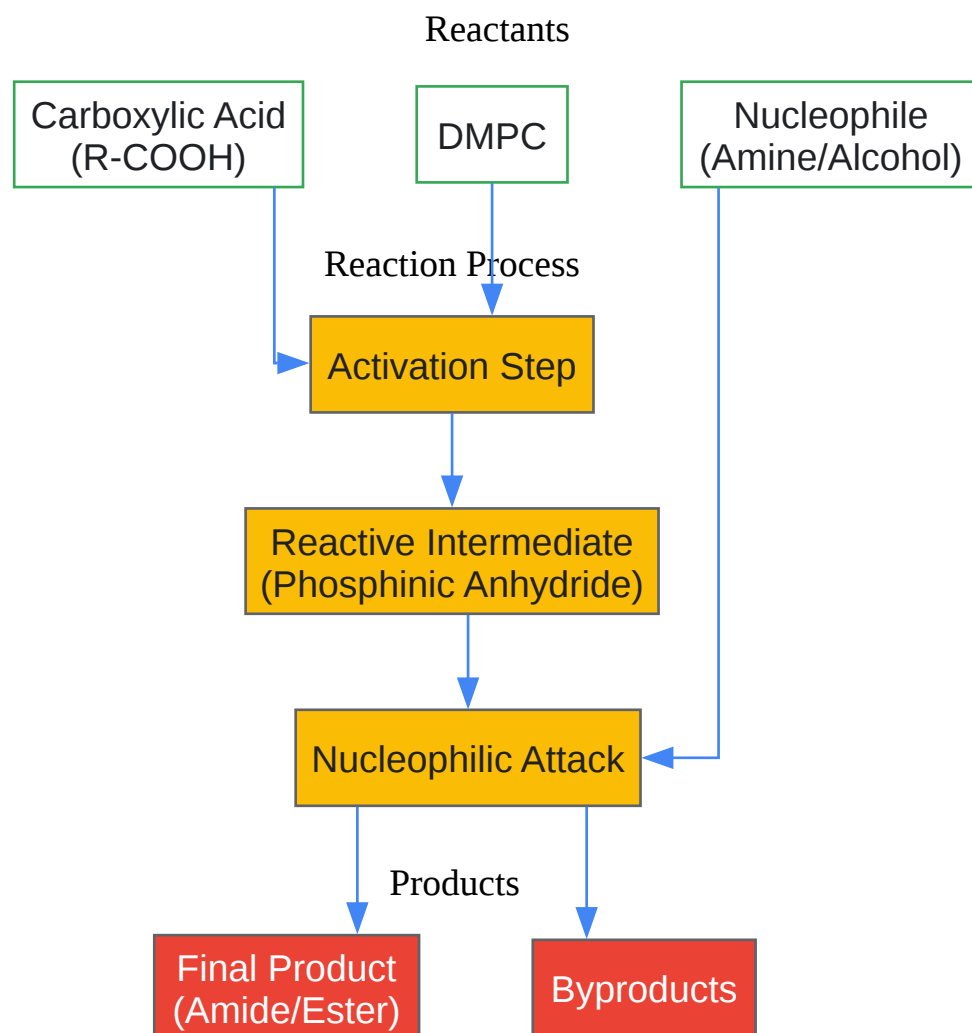 Reactants
Carboxylic Acid
(R-COOH)
DMPC
Nucleophile
(Amine/Alcohol)
Reaction Process
Activation Step
Reactive Intermediate
(Phosphinic Anhydride)
Nucleophilic Attack
Products
Final Product
(Amide/Ester)
Byproducts